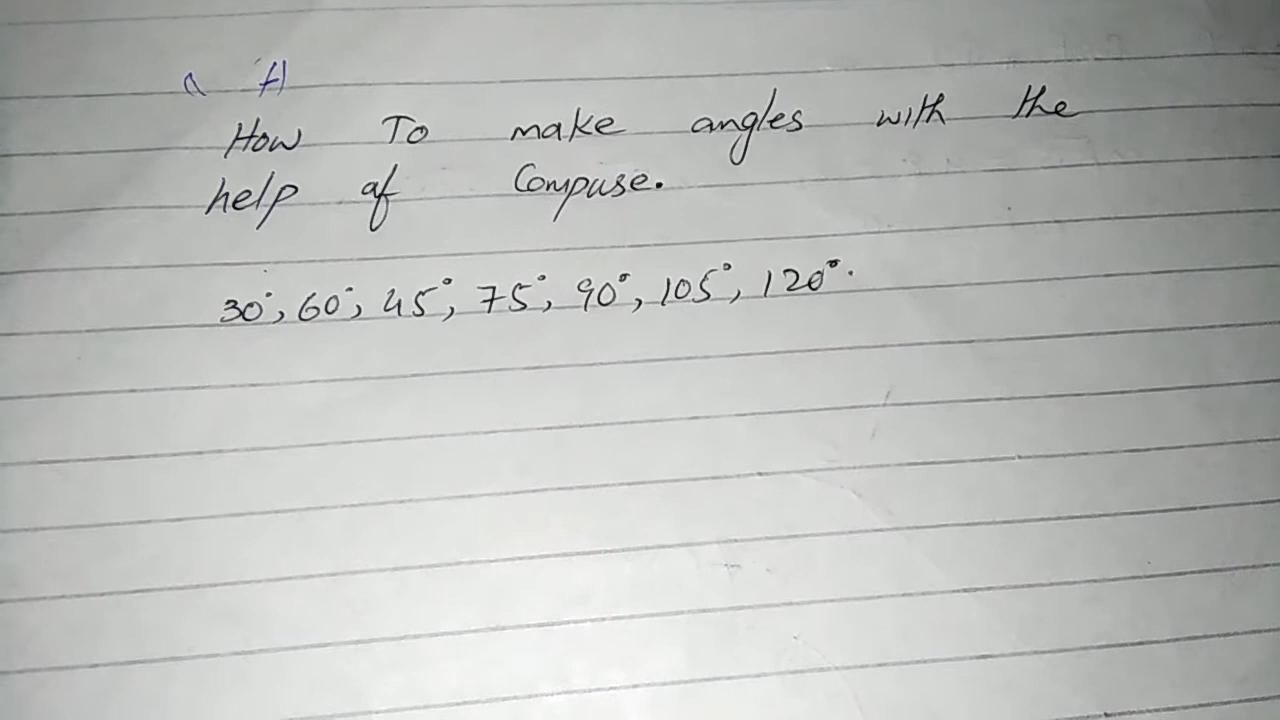 How To make angles with the
help of Compuse.
30°, 60°, 45°, 75°, 90°, 105°, 120°.